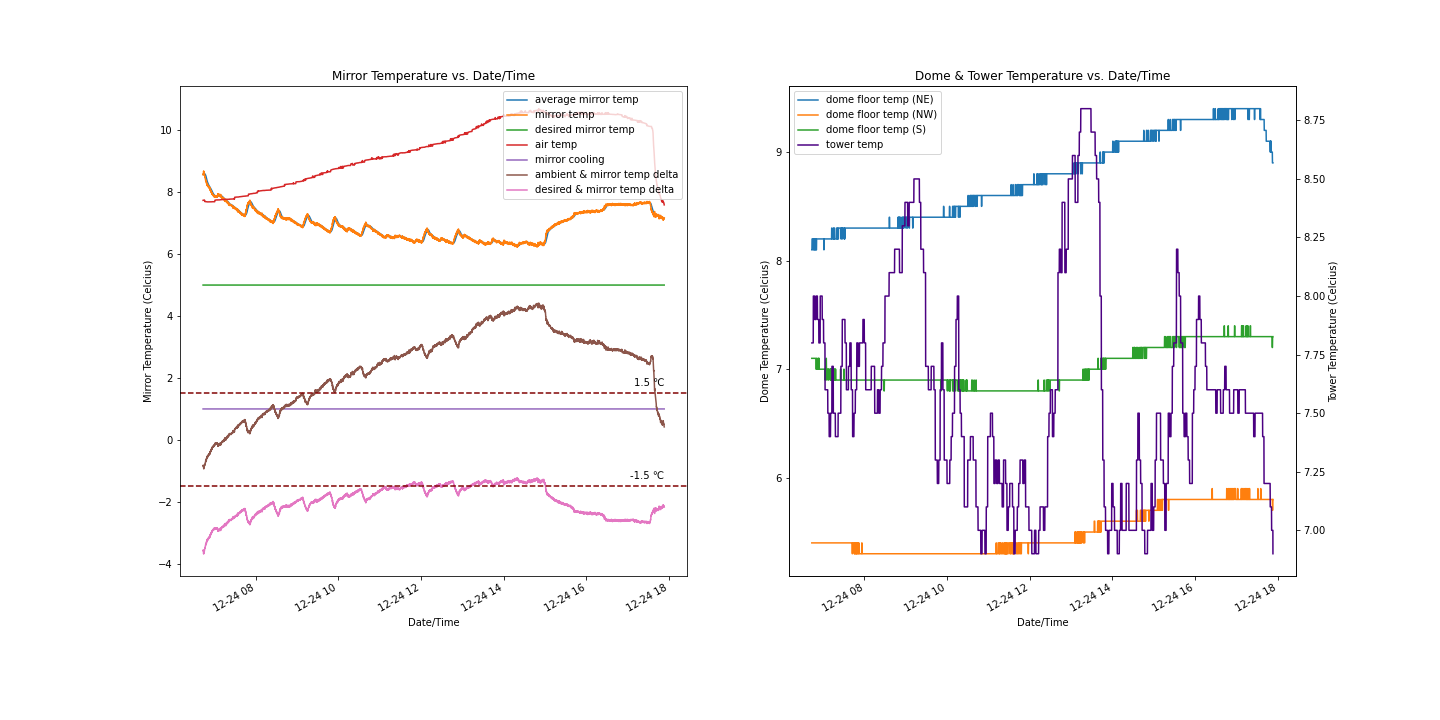 Mirror Temperature vs. Date/Time
average mirror temp
mirror temp
desired mirror temp
air temp
mirror cooling
ambient & mirror temp delta
desired & mirror temp delta
10
8
6
4
2
0
−2
−4
1.5 °C
-1.5 °C
Mirror Temperature (Celcius)
12-24 08
12-24 10
12-24 12
12-24 14
12-24 16
12-24 18
Date/Time
Dome & Tower Temperature vs. Date/Time
dome floor temp (NE)
dome floor temp (NW)
dome floor temp (S)
tower temp
9
8
7
6
Dome Temperature (Celcius)
8.75
8.50
8.25
8.00
7.75
7.50
7.25
7.00
Tower Temperature (Celcius)
12-24 08
12-24 10
12-24 12
12-24 14
12-24 16
12-24 18
Date/Time